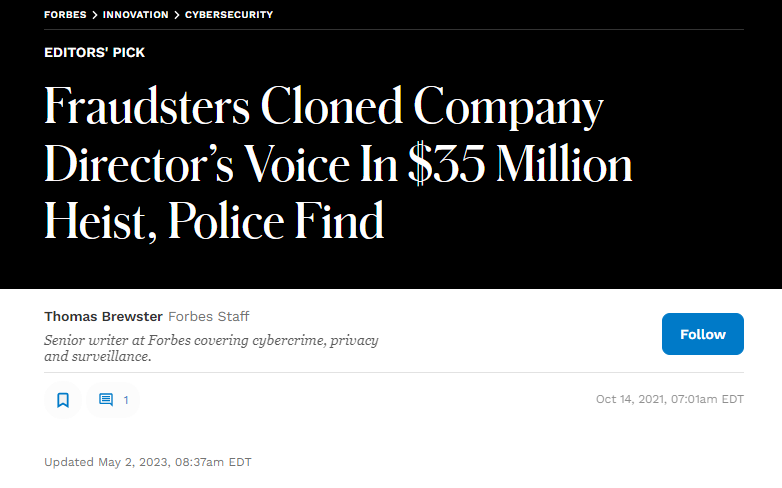 FORBES > INNOVATION > CYBERSECURITY
EDITORS' PICK
Fraudsters Cloned Company
Director’s Voice In $35 Million
Heist, Police Find
Thomas Brewster Forbes Staff
Senior writer at Forbes covering cybercrime, privacy
and surveillance.
Follow
1
Oct 14, 2021, 07:01am EDT
Updated May 2, 2023, 08:37am EDT